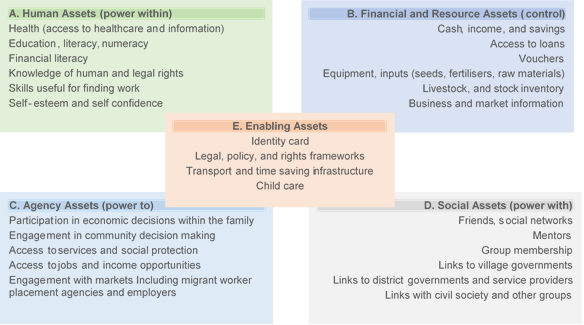 A. Human Assets (power within)
Health (access to healthcare and information)
Education, literacy, numeracy
Financial literacy
Knowledge of human and legal rights
Skills useful for finding work
Self-esteem and self confidence
B. Financial and Resource Assets (control)
Cash, income, and savings
Access to loans
Vouchers
Equipment, inputs (seeds, fertilisers, raw materials)
Livestock, and stock inventory
Business and market information
E. Enabling Assets
Identity card
Legal, policy, and rights frameworks
Transport and time saving infrastructure
Child care
C. Agency Assets (power to)
Participation in economic decisions within the family
Engagement in community decision making
Access to services and social protection
Access to jobs and income opportunities
Engagement with markets Including migrant worker
placement agencies and employers
D. Social Assets (power with)
Friends, social networks
Mentors
Group membership
Links to village governments
Links to district governments and service providers
Links with civil society and other groups